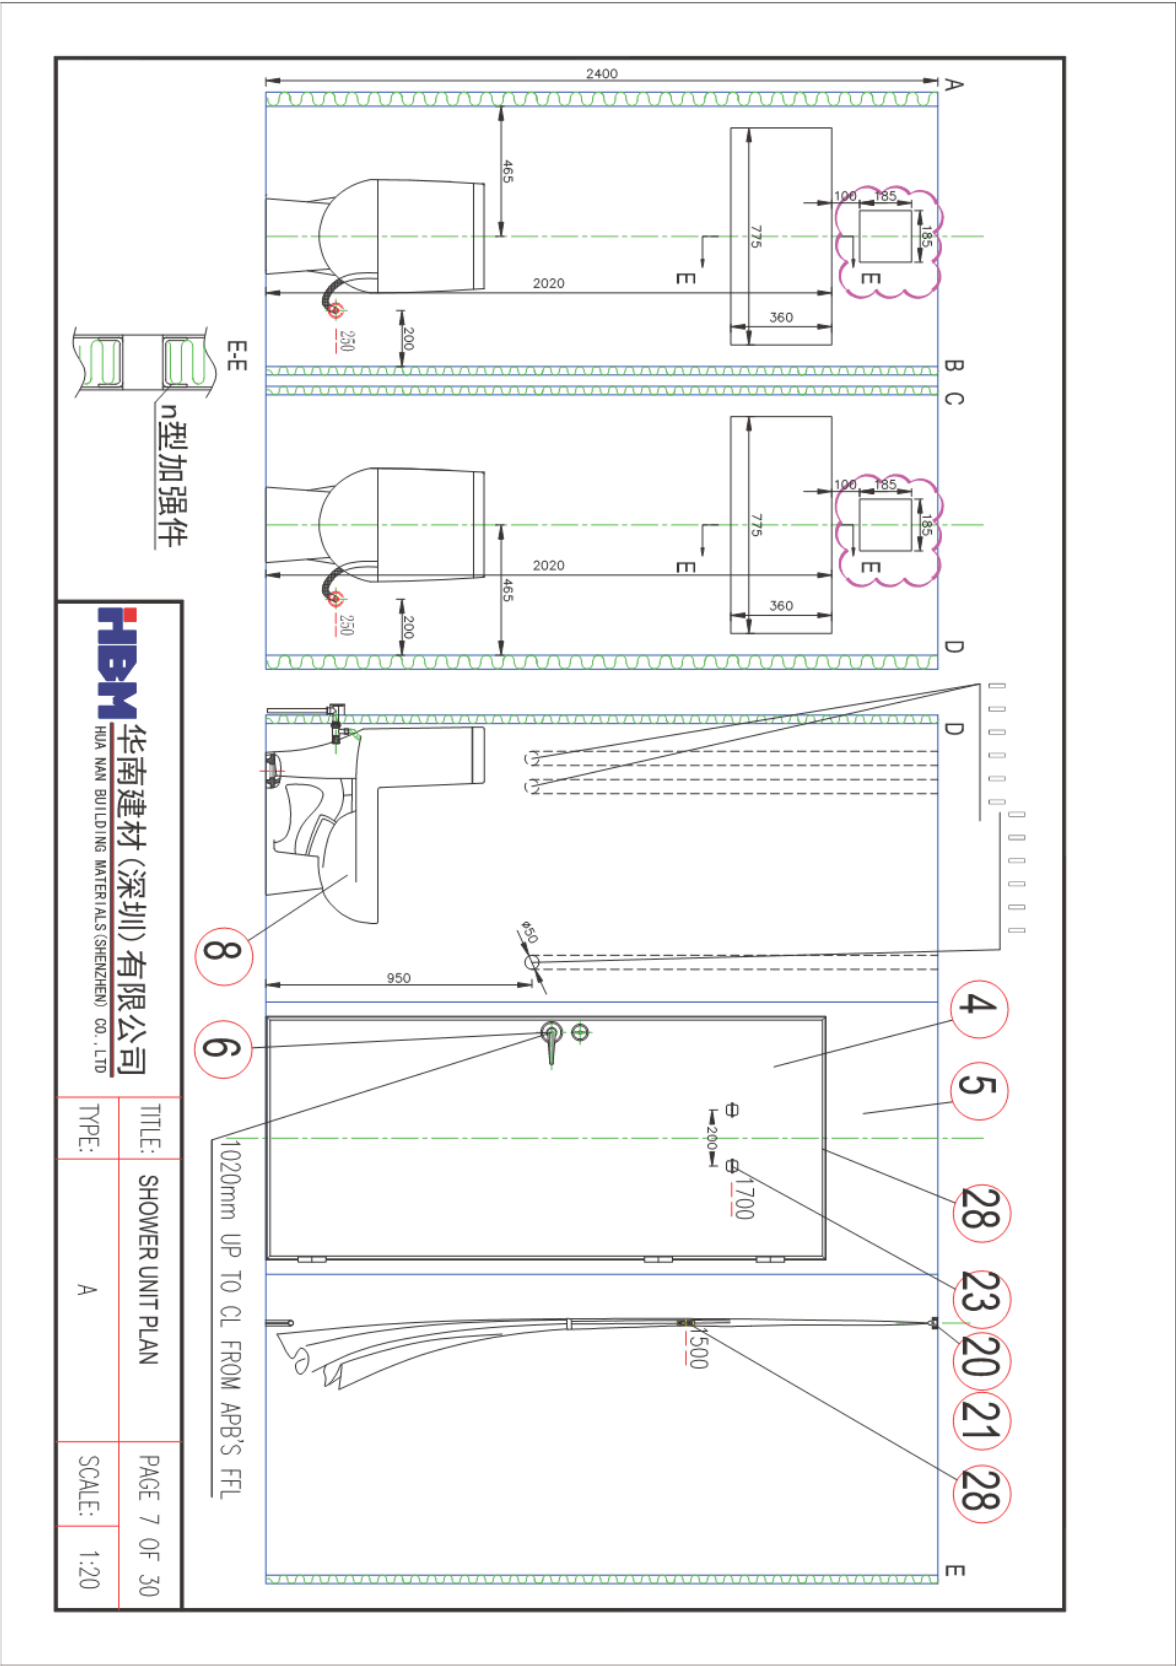 A
B
C
D
D
E
2400
185
185
100
185
185
100
E
E
E
E
775
360
775
360
2020
2020
465
465
200
200
250
250
4
5
28
23
20
21
28
1700
200
1500
ø50
950
8
6
1020mm UP TO CL FROM APB'S FFL
E-E
n型加强件
HBM
华南建材(深圳)有限公司
HUA NAN BUILDING MATERIALS(SHENZHEN) CO.,LTD
TITLE:
SHOWER UNIT PLAN
PAGE 7 OF 30
TYPE:
A
SCALE:
1:20